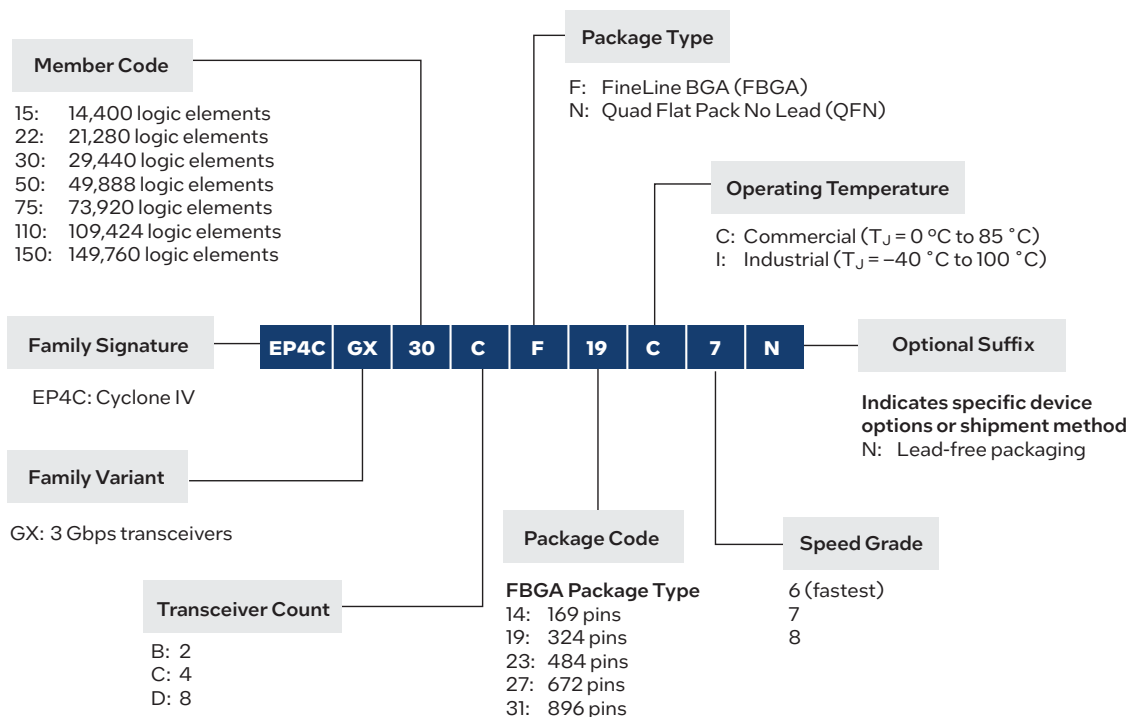 Package Type
F: FineLine BGA (FBGA)
N: Quad Flat Pack No Lead (QFN)
Member Code
15: 14,400 logic elements
22: 21,280 logic elements
30: 29,440 logic elements
50: 49,888 logic elements
75: 73,920 logic elements
110: 109,424 logic elements
150: 149,760 logic elements
Operating Temperature
C: Commercial (TJ = 0 ºC to 85 ˚C)
I: Industrial (TJ = –40 ˚C to 100 ˚C)
Family Signature
EP4C: Cyclone IV
EP4C GX 30 C F 19 C 7 N
Optional Suffix
Indicates specific device
options or shipment method
N: Lead-free packaging
Family Variant
GX: 3 Gbps transceivers
Transceiver Count
B: 2
C: 4
D: 8
Package Code
FBGA Package Type
14: 169 pins
19: 324 pins
23: 484 pins
27: 672 pins
31: 896 pins
Speed Grade
6 (fastest)
7
8